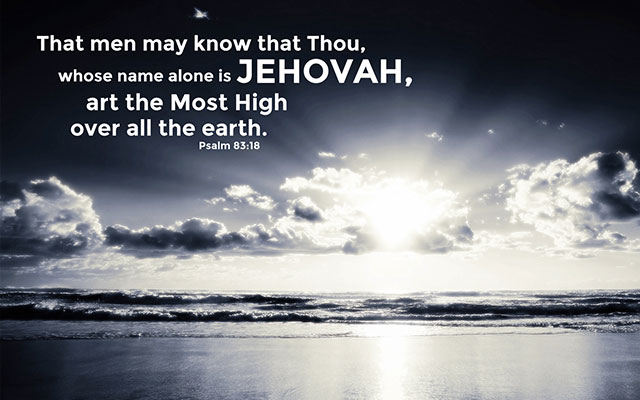 That men may know that Thou,
whose name alone is JEHOVAH,
art the Most High
over all the earth.
Psalm 83:18